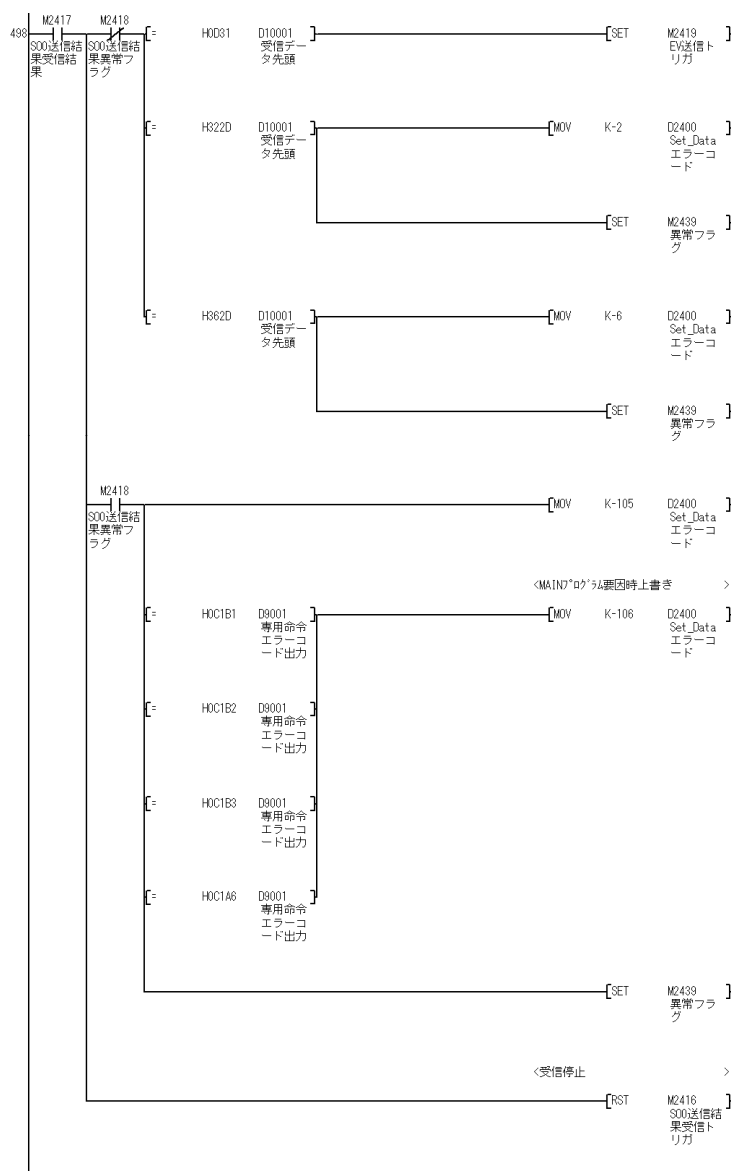 M2417 M2418
498 = H0D31 D10001 SET M2419
S00送信結 S00送信結 受信デー EV送信ト
果受信結 果異常フ タ先頭 リガ
果 ラグ
= H322D D10001 MOV K-2 D2400
受信デー Set_Data
タ先頭 エラーコ
ード
SET M2439
異常フラ
グ
= H362D D10001 MOV K-6 D2400
受信デー Set_Data
タ先頭 エラーコ
ード
SET M2439
異常フラ
グ
M2418
MOV K-105 D2400
S00送信結 Set_Data
果異常フ エラーコ
ラグ ード
<MAINﾌﾟﾛｸﾞﾗﾑ要因時上書き >
= H0C1B1 D9001 MOV K-106 D2400
専用命令 Set_Data
エラーコ エラーコ
ード出力 ード
= H0C1B2 D9001
専用命令
エラーコ
ード出力
= H0C1B3 D9001
専用命令
エラーコ
ード出力
= H0C1A6 D9001
専用命令
エラーコ
ード出力
SET M2439
異常フラ
グ
<受信停止 >
RST M2416
S00送信結
果受信ト
リガ